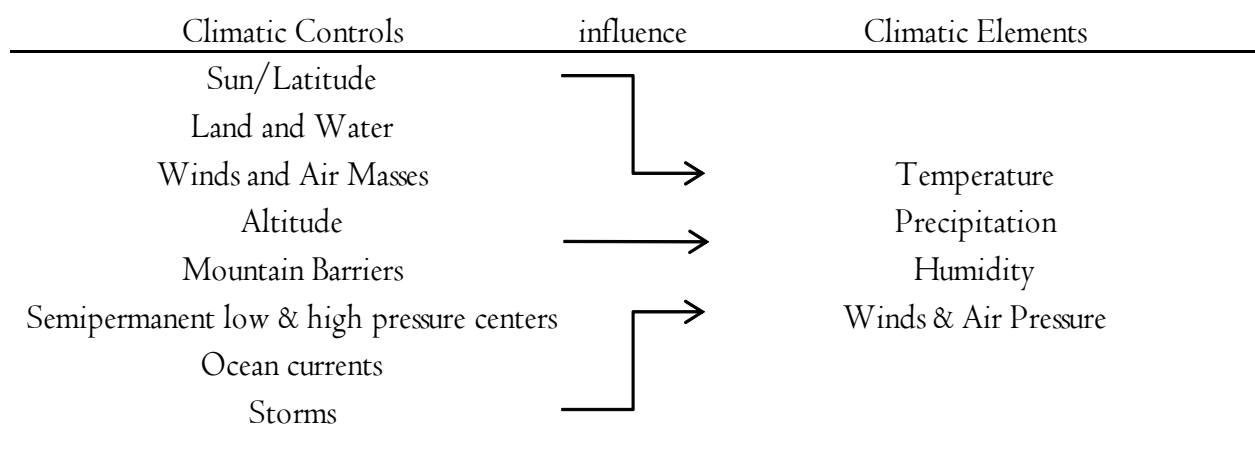 Climatic Controls influence Climatic Elements
Sun/Latitude
Land and Water
Winds and Air Masses Temperature
Altitude Precipitation
Mountain Barriers Humidity
Semipermanent low & high pressure centers Winds & Air Pressure
Ocean currents
Storms